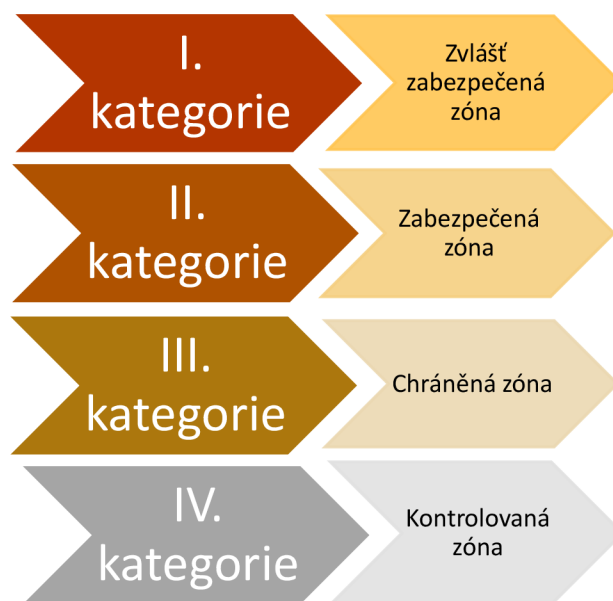 I.
kategorie
Zvlášť
zabezpečená
zóna
II.
kategorie
Zabezpečená
zóna
III.
kategorie
Chráněná zóna
IV.
kategorie
Kontrolovaná
zóna